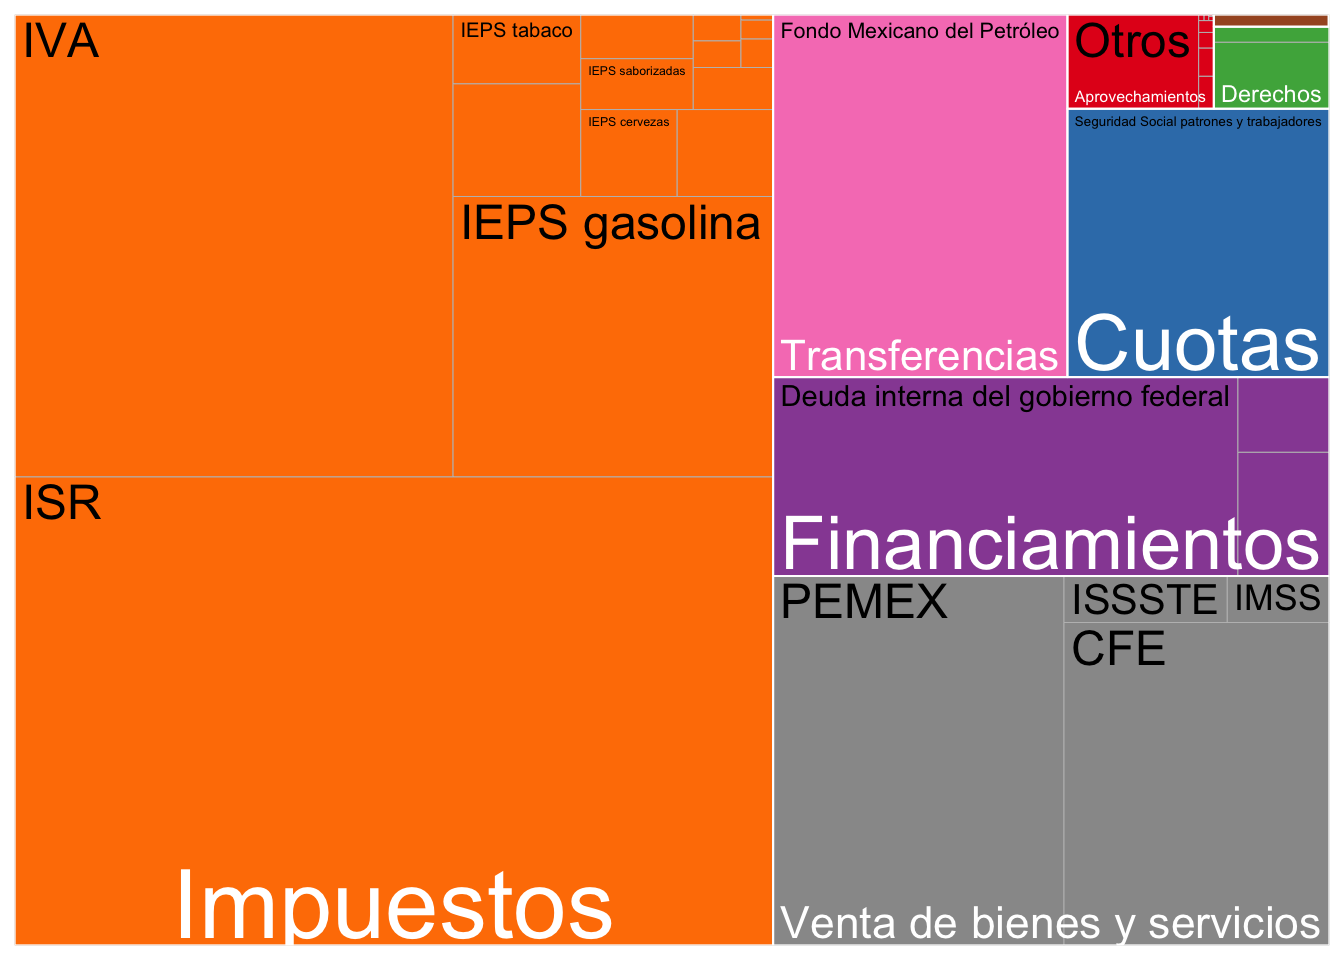 IVA
IEPS tabaco
IEPS saborizadas
IEPS cervezas
IEPS gasolina
ISR
Impuestos
Fondo Mexicano del Petróleo
Transferencias
Otros
Aprovechamientos
Derechos
Seguridad Social patrones y trabajadores
Cuotas
Deuda interna del gobierno federal
Financiamientos
PEMEX
ISSSTE
IMSS
CFE
Venta de bienes y servicios